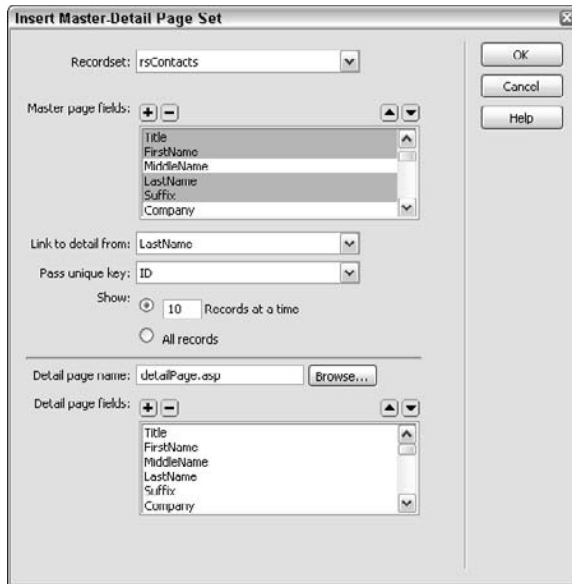 Insert Master-Detail Page Set
Recordset: rsContacts
OK
Cancel
Help
Master page fields:
Title
FirstName
MiddleName
LastName
Suffix
Company
Link to detail from: LastName
Pass unique key: ID
Show: 10 Records at a time
All records
Detail page name: detailPage.asp Browse...
Detail page fields:
Title
FirstName
MiddleName
LastName
Suffix
Company